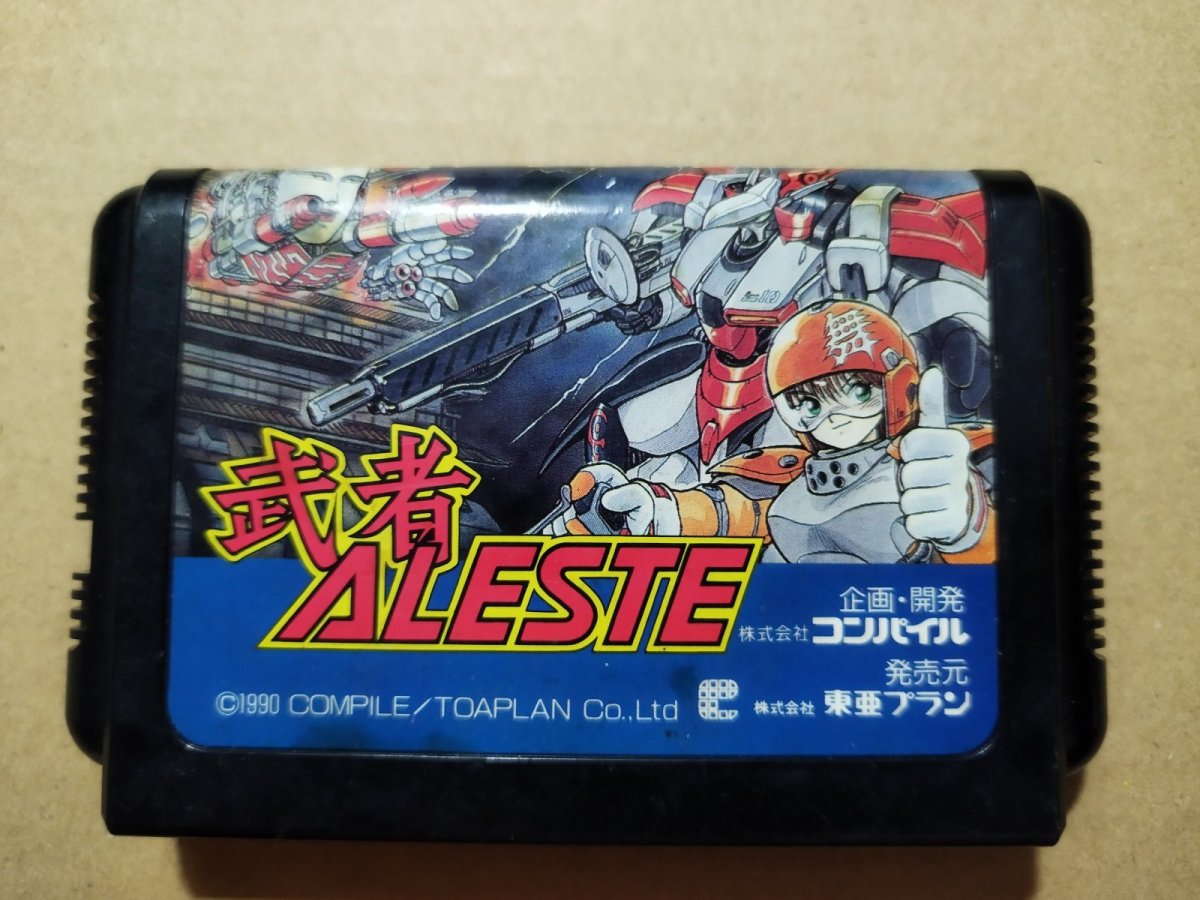 武者
ALESTE
企画・開発
株式会社 コンパイル
発売元
株式会社 東亜プラン
©1990 COMPILE/TOAPLAN Co.,Ltd